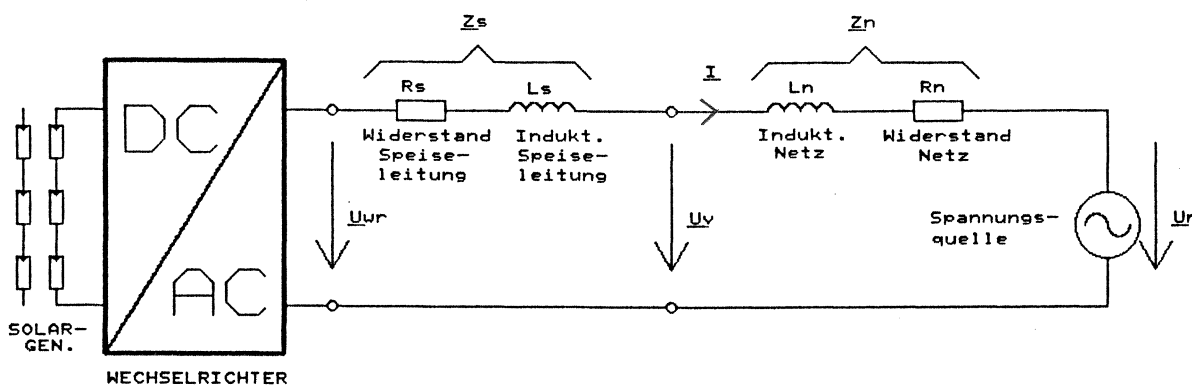 Zs
Zn
I
Rs
Ls
Ln
Rn
DC
Widerstand
Speise-
leitung
Indukt.
Speise-
leitung
Indukt.
Netz
Widerstand
Netz
Uwr
Uv
Spannungs-
quelle
AC
SOLAR-
GEN.
WECHSELRICHTER